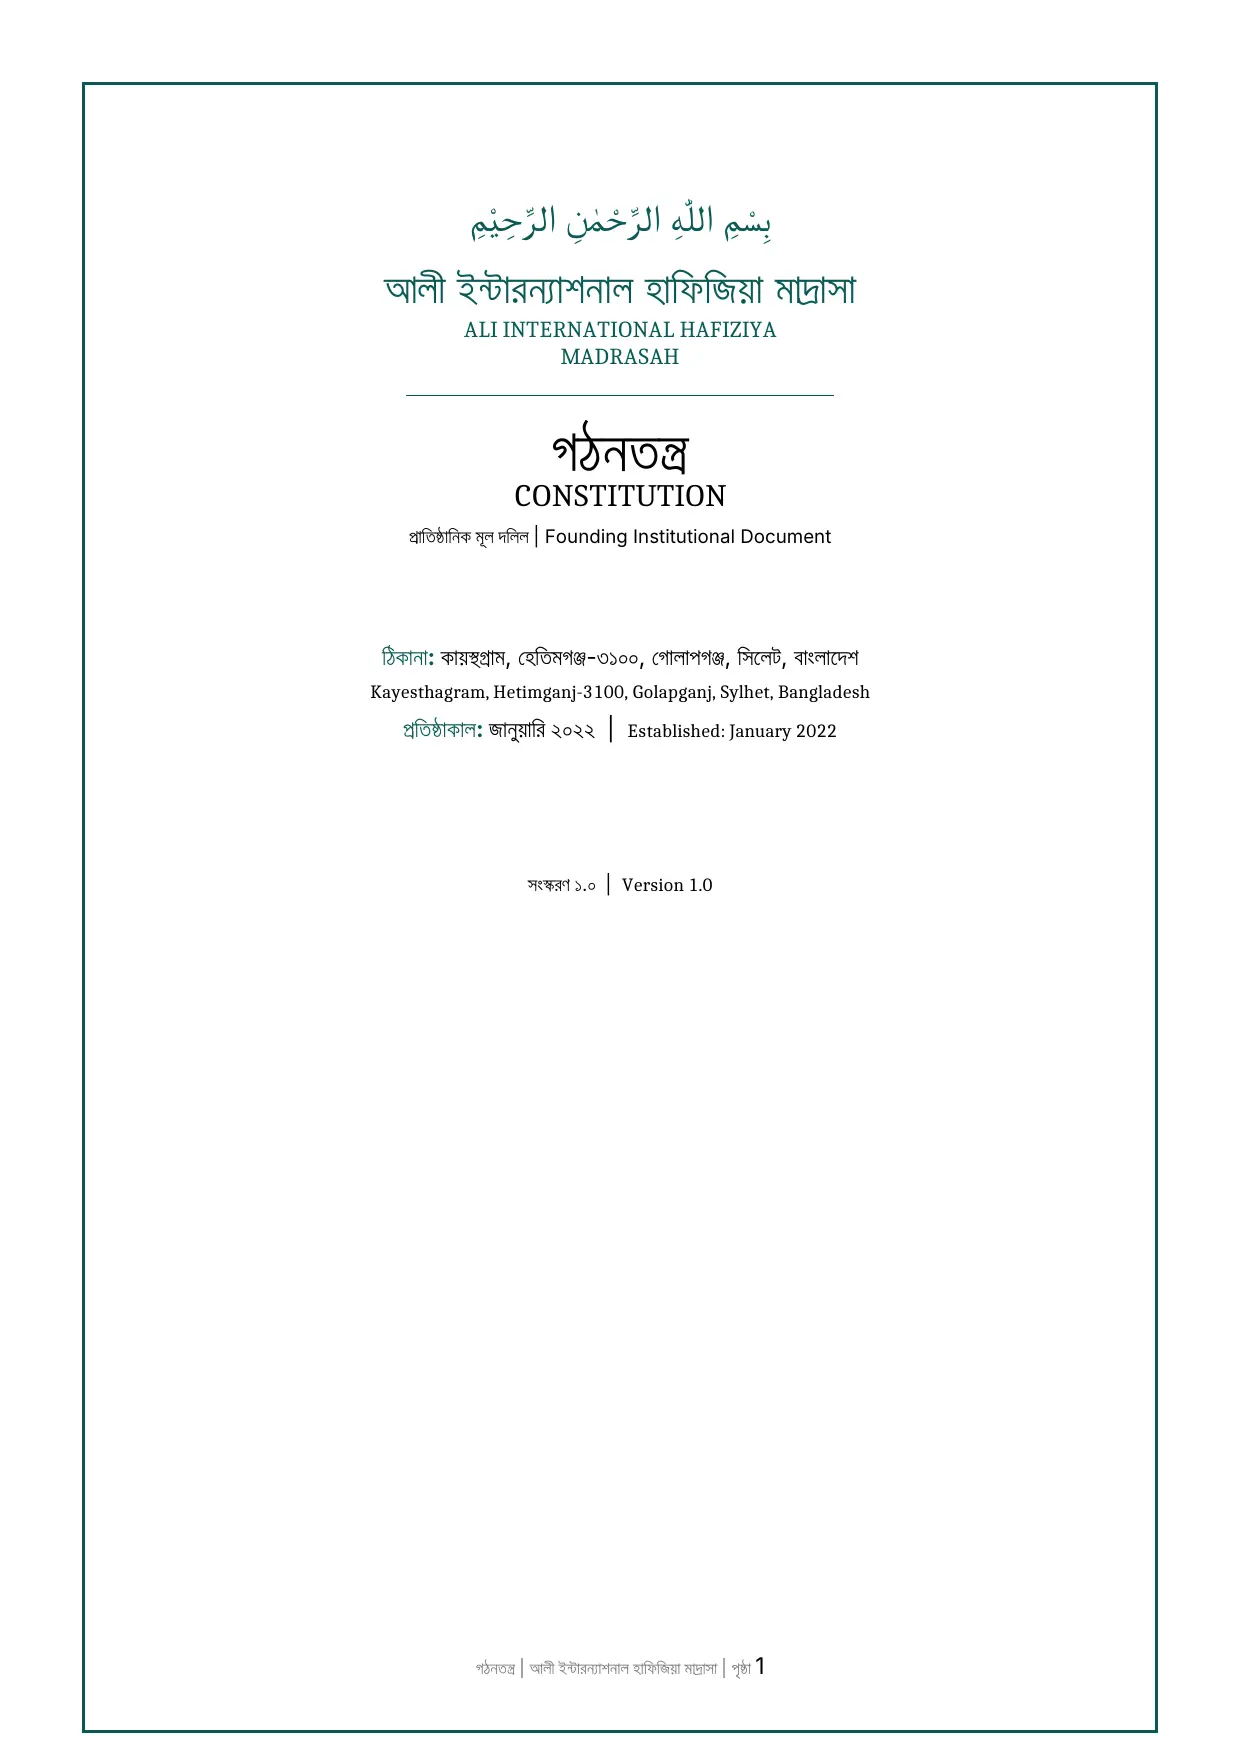 بِسْمِ اللّٰهِ الرَّحْمٰنِ الرَّحِيْمِ
আলী ইন্টারন্যাশনাল হাফিজিয়া মাদ্রাসা
ALI INTERNATIONAL HAFIZIYA
MADRASAH
গঠনতন্ত্র
CONSTITUTION
প্রাতিষ্ঠানিক মূল দলিল | Founding Institutional Document
ঠিকানা: কায়স্থগ্রাম, হেতিমগঞ্জ-৩১০০, গোলাপগঞ্জ, সিলেট, বাংলাদেশ
Kayesthagram, Hetimganj-3100, Golapganj, Sylhet, Bangladesh
প্রতিষ্ঠাকাল: জানুয়ারি ২০২২ | Established: January 2022
সংস্করণ ১.০ | Version 1.0
গঠনতন্ত্র | আলী ইন্টারন্যাশনাল হাফিজিয়া মাদ্রাসা | পৃষ্ঠা 1